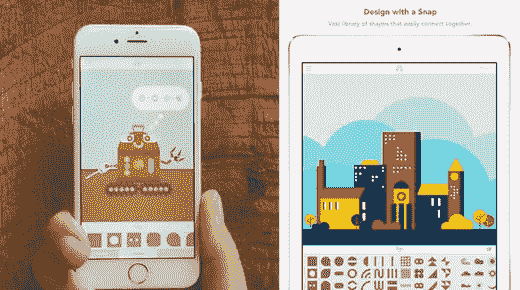 Design with a Snap
Vast library of shapes that easily connect together.